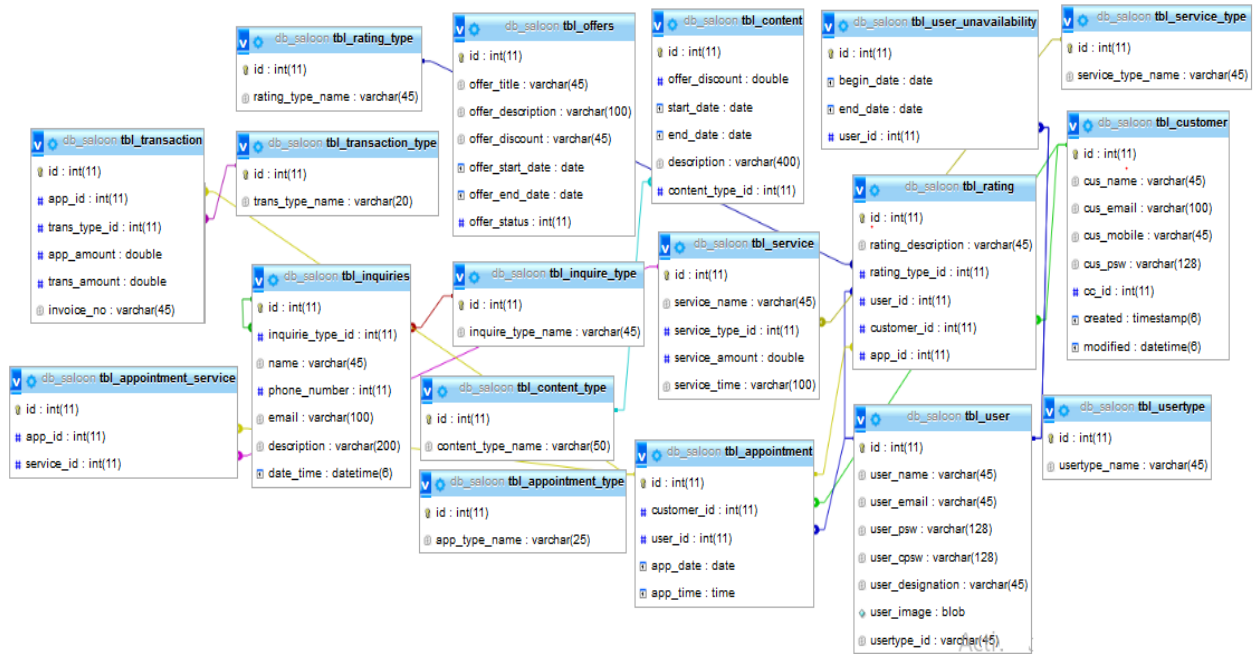 db_saloon tbl_rating_type
id : int(11)
rating_type_name : varchar(45)
db_saloon tbl_offers
id : int(11)
offer_title : varchar(45)
offer_description : varchar(100)
offer_discount : varchar(45)
offer_start_date : date
offer_end_date : date
offer_status : int(11)
db_saloon tbl_content
id : int(11)
offer_discount : double
start_date : date
end_date : date
description : varchar(400)
content_type_id : int(11)
db_saloon tbl_user_unavailability
id : int(11)
begin_date : date
end_date : date
user_id : int(11)
db_saloon tbl_service_type
id : int(11)
service_type_name : varchar(45)
db_saloon tbl_transaction
id : int(11)
app_id : int(11)
trans_type_id : int(11)
app_amount : double
trans_amount : double
invoice_no : varchar(45)
db_saloon tbl_transaction_type
id : int(11)
trans_type_name : varchar(20)
db_saloon tbl_customer
id : int(11)
cus_name : varchar(45)
cus_email : varchar(100)
cus_mobile : varchar(45)
cus_psw : varchar(128)
cc_id : int(11)
created : timestamp(6)
modified : datetime(6)
db_saloon tbl_rating
id : int(11)
rating_description : varchar(45)
rating_type_id : int(11)
user_id : int(11)
customer_id : int(11)
app_id : int(11)
db_saloon tbl_inquiries
id : int(11)
inquirie_type_id : int(11)
name : varchar(45)
phone_number : int(11)
email : varchar(100)
description : varchar(200)
date_time : datetime(6)
db_saloon tbl_inquire_type
id : int(11)
inquire_type_name : varchar(45)
db_saloon tbl_service
id : int(11)
service_name : varchar(45)
service_type_id : int(11)
service_amount : double
service_time : varchar(100)
db_saloon tbl_appointment_service
id : int(11)
app_id : int(11)
service_id : int(11)
db_saloon tbl_content_type
id : int(11)
content_type_name : varchar(50)
db_saloon tbl_appointment_type
id : int(11)
app_type_name : varchar(25)
db_saloon tbl_appointment
id : int(11)
customer_id : int(11)
user_id : int(11)
app_date : date
app_time : time
db_saloon tbl_user
id : int(11)
user_name : varchar(45)
user_email : varchar(45)
user_psw : varchar(128)
user_cpsw : varchar(128)
user_designation : varchar(45)
user_image : blob
usertype_id : varchar(45)
db_saloon tbl_usertype
id : int(11)
usertype_name : varchar(45)